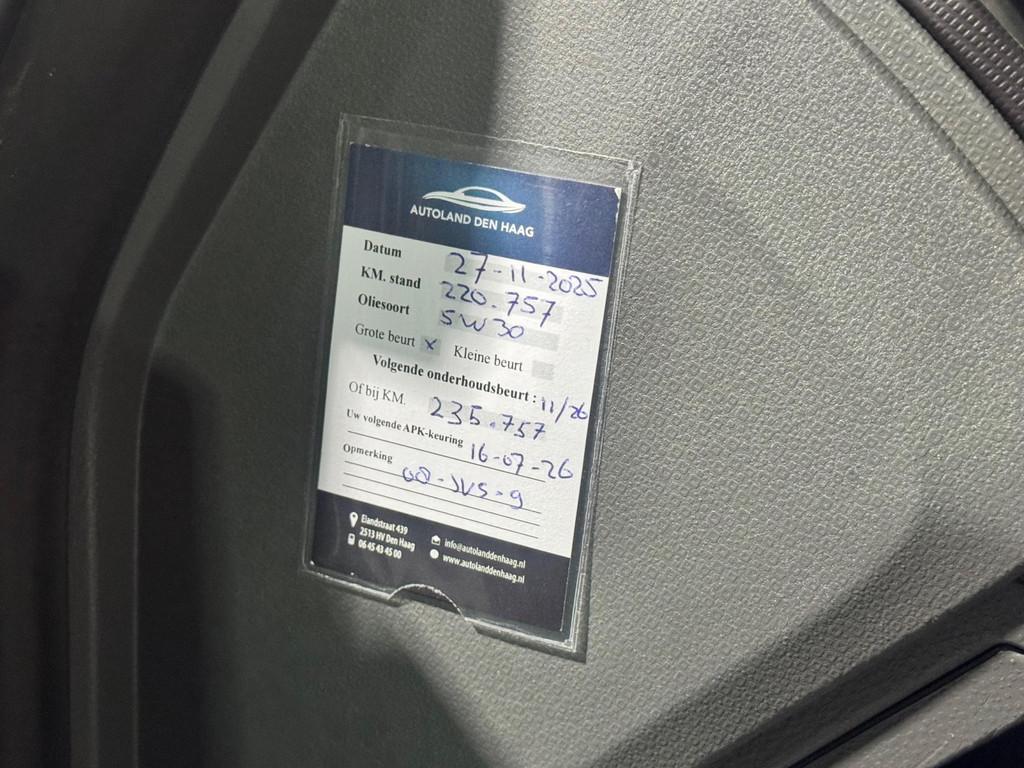 AUTOLAND DEN HAAG
Datum 27-11-2025
KM. stand 220.757
Oliesoort 5W30
Grote beurt x Kleine beurt
Volgende onderhoudsbeurt : 11/26
Of bij KM. 235.757
Uw volgende APK-keuring 16-07-26
Opmerking
Elandstraat 439
2513 HV Den Haag
06 45 43 45 00
info@autolanddenhaag.nl
www.autolanddenhaag.nl